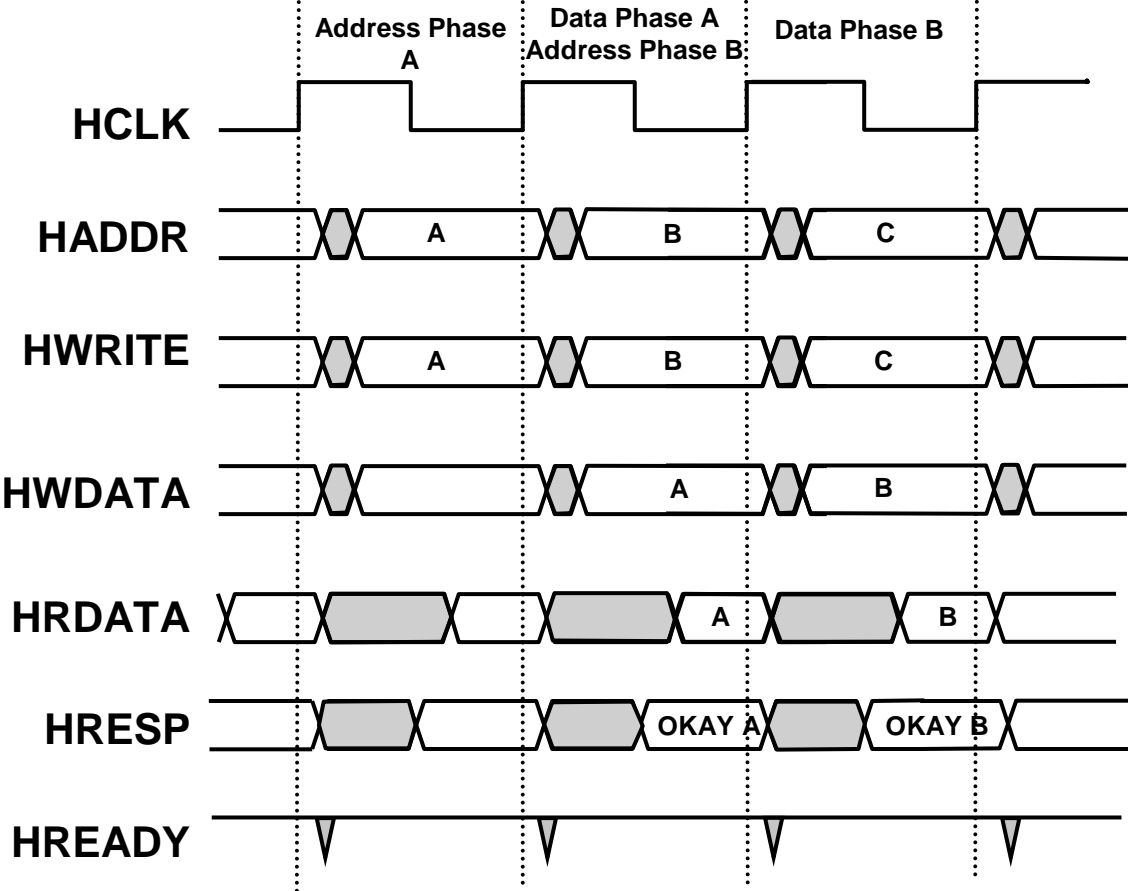 Address Phase
A
Data Phase A
Address Phase B
Data Phase B
HCLK
HADDR
A
B
C
HWRITE
A
B
C
HWDATA
A
B
HRDATA
A
B
HRESP
OKAY A
OKAY B
HREADY